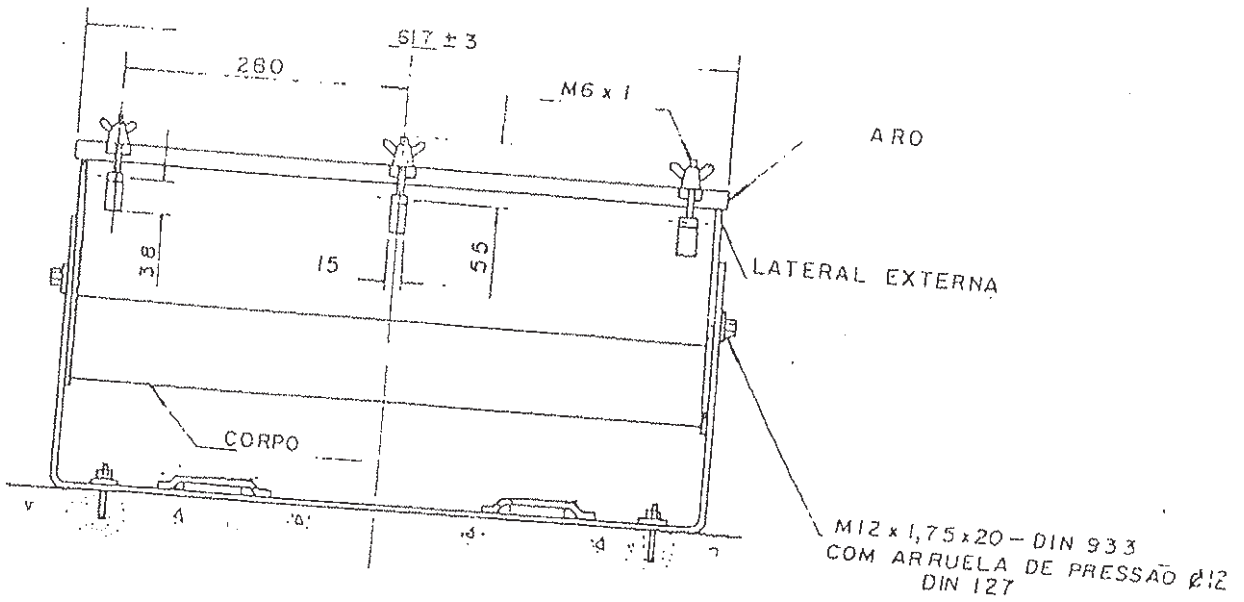 617 ± 3
260
M6 x 1
ARO
38
15
55
LATERAL EXTERNA
CORPO
M12 x 1,75 x 20 - DIN 933
COM ARRUELA DE PRESSÃO Ø12
DIN 127